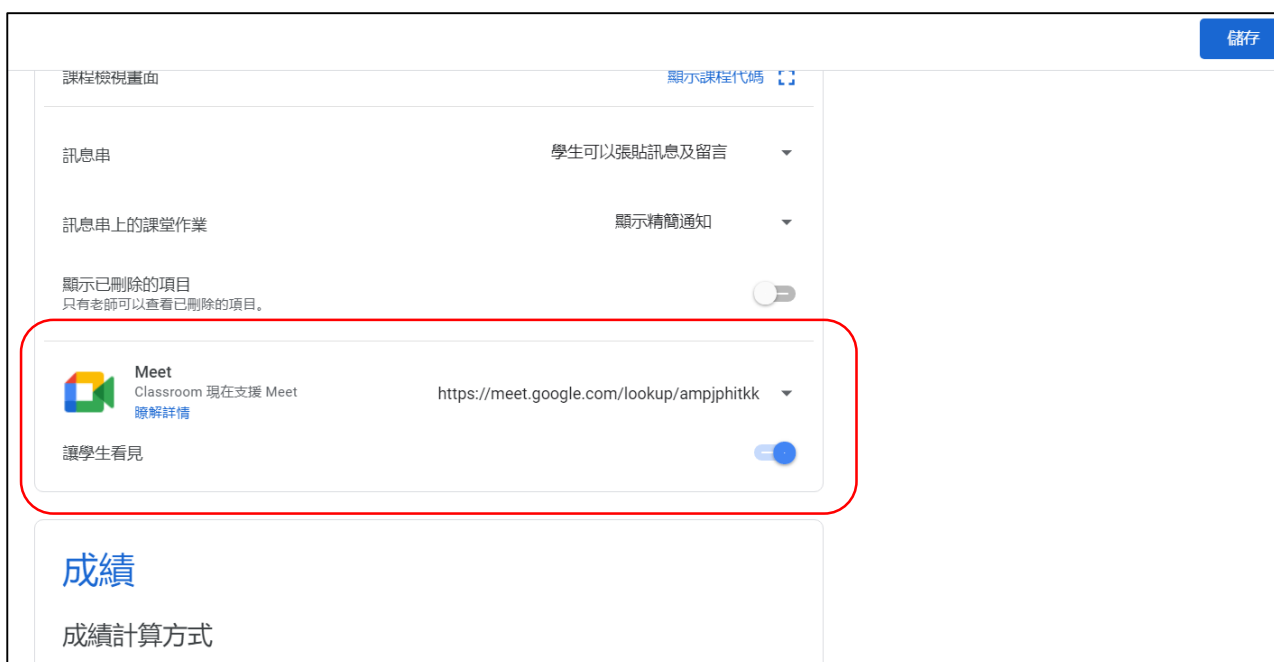 儲存
課程檢視畫面
顯示課程代碼
訊息串
學生可以張貼訊息及留言
訊息串上的課堂作業
顯示精簡通知
顯示已刪除的項目
只有老師可以查看已刪除的項目。
Meet
Classroom 現在支援 Meet
瞭解詳情
https://meet.google.com/lookup/ampjphitkk
讓學生看見
成績
成績計算方式